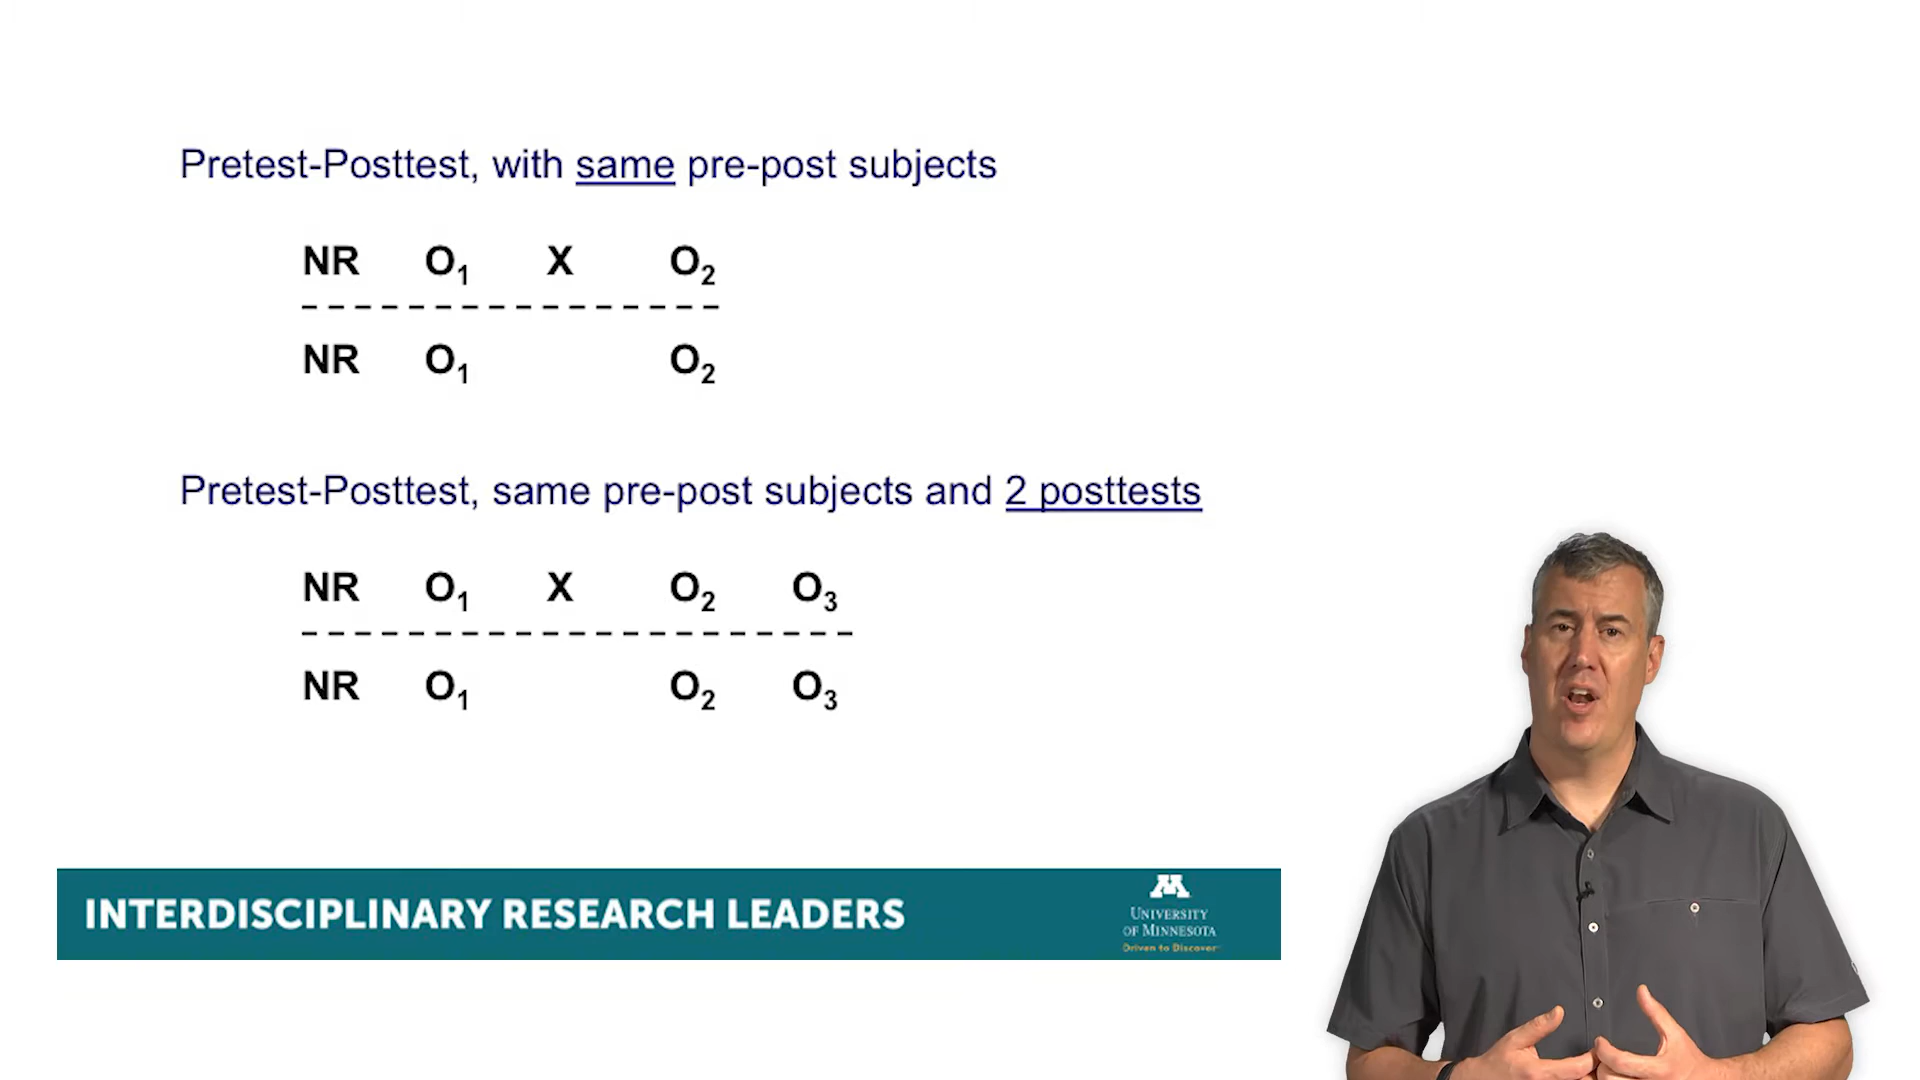 Pretest-Posttest, with same pre-post subjects
NR O₁ X O₂
NR O₁ O₂
Pretest-Posttest, same pre-post subjects and 2 posttests
NR O₁ X O₂ O₃
NR O₁ O₂ O₃
INTERDISCIPLINARY RESEARCH LEADERS
M
UNIVERSITY
OF MINNESOTA
Driven to Discover